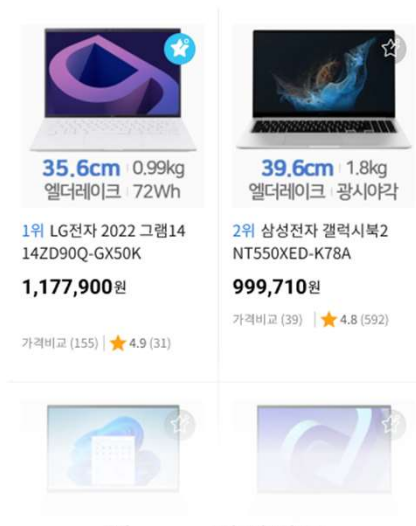 35.6cm 0.99kg
엘더레이크 72Wh
1위 LG전자 2022 그램14
14ZD90Q-GX50K
1,177,900원
가격비교 (155) 4.9 (31)
39.6cm 1.8kg
엘더레이크 광시야각
2위 삼성전자 갤럭시북2
NT550XED-K78A
999,710원
가격비교 (39) 4.8 (592)